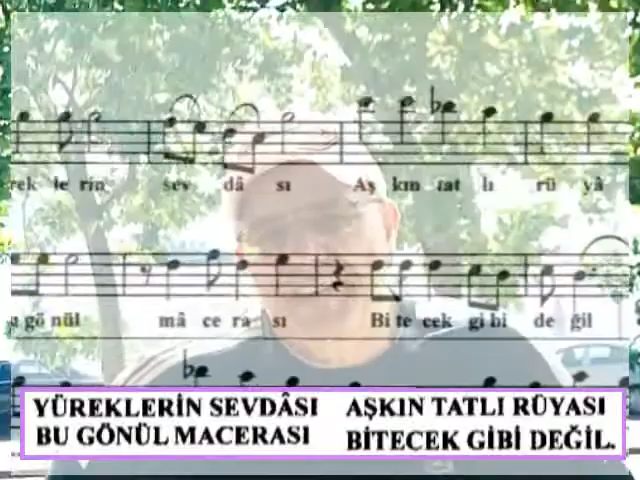 rek le rin sev dâ sı Aş kın tat lı rü yâ
gö nül mâ ce ra sı Bi te cek gi bi de ğil
YÜREKLERİN SEVDÂSI AŞKIN TATLI RÜYASI
BU GÖNÜL MACERASI BİTECEK GİBİ DEĞİL.